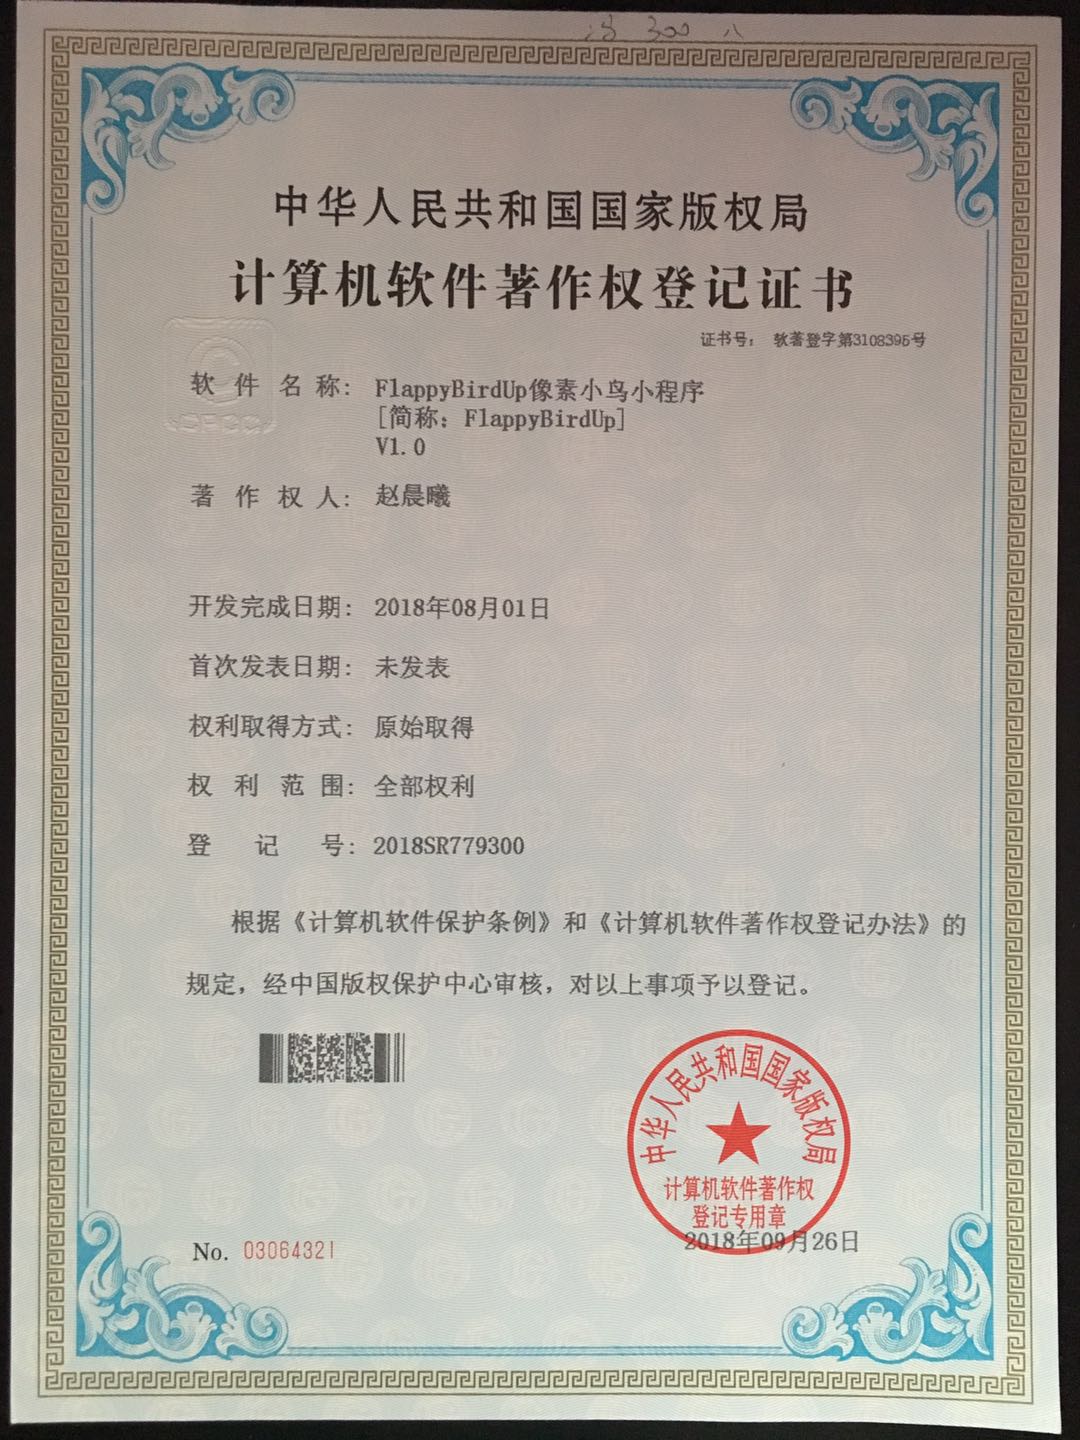 300
中华人民共和国国家版权局
计算机软件著作权登记证书
证书号： 软著登字第3108395号
软件名称： FlappyBirdUp像素小鸟小程序
[简称：FlappyBirdUp]
V1.0
著作权人： 赵晨曦
开发完成日期： 2018年08月01日
首次发表日期： 未发表
权利取得方式： 原始取得
权利范围： 全部权利
登记号： 2018SR779300
根据《计算机软件保护条例》和《计算机软件著作权登记办法》的
规定，经中国版权保护中心审核，对以上事项予以登记。
中华人民共和国国家版权局
计算机软件著作权
登记专用章
No. 03064321
2018年09月26日
CPCC